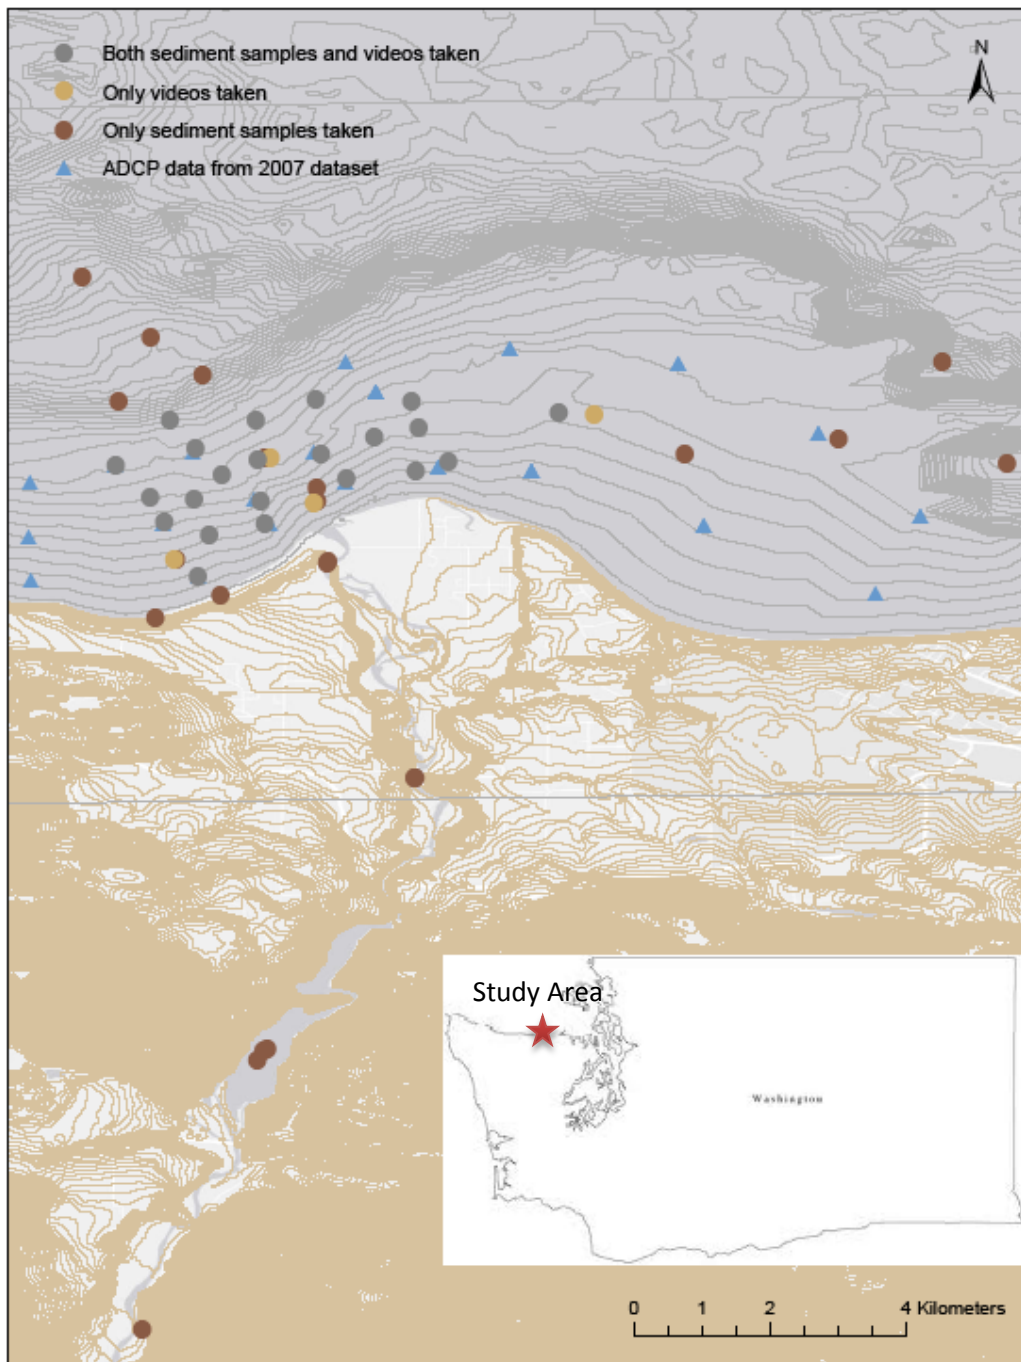 Both sediment samples and videos taken
N
Only videos taken
Only sediment samples taken
ADCP data from 2007 dataset
Study Area
Washington
0 1 2 4 Kilometers